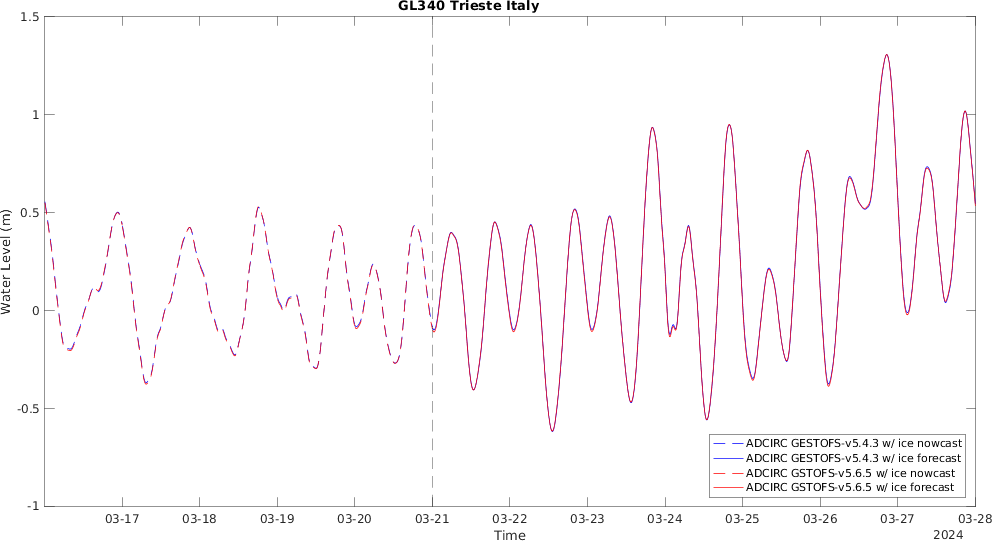 GL340 Trieste Italy
1.5
1
0.5
0
-0.5
-1
Water Level (m)
03-17 03-18 03-19 03-20 03-21 03-22 03-23 03-24 03-25 03-26 03-27 03-28
Time
2024
ADCIRC GESTOFS-v5.4.3 w/ ice nowcast
ADCIRC GESTOFS-v5.4.3 w/ ice forecast
ADCIRC GSTOFS-v5.6.5 w/ ice nowcast
ADCIRC GSTOFS-v5.6.5 w/ ice forecast